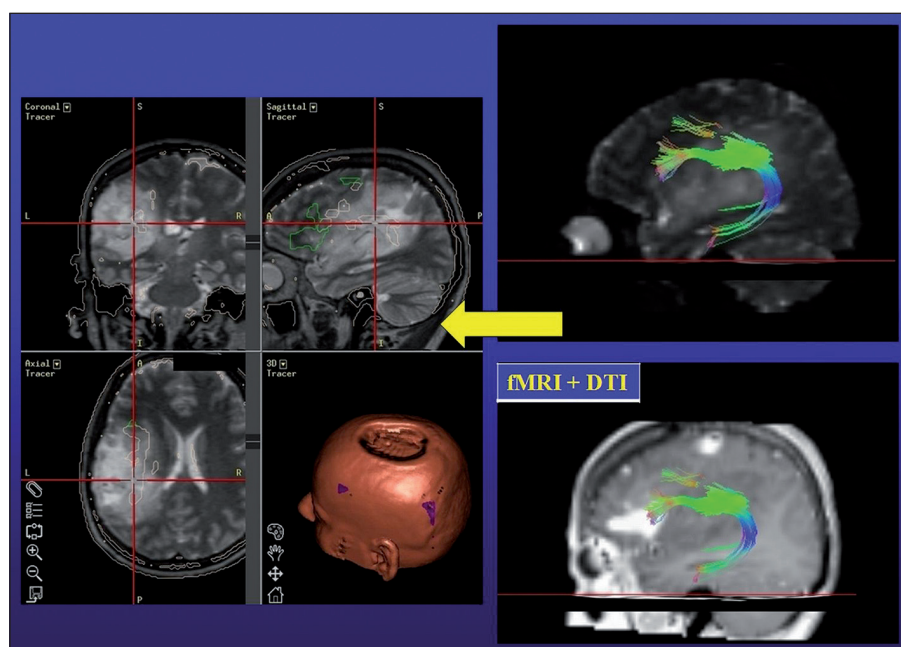 Coronal
Tracer
S
L
R
I
Sagittal
Tracer
S
A
P
I
Axial
Tracer
A
L
R
P
3D
Tracer
fMRI + DTI